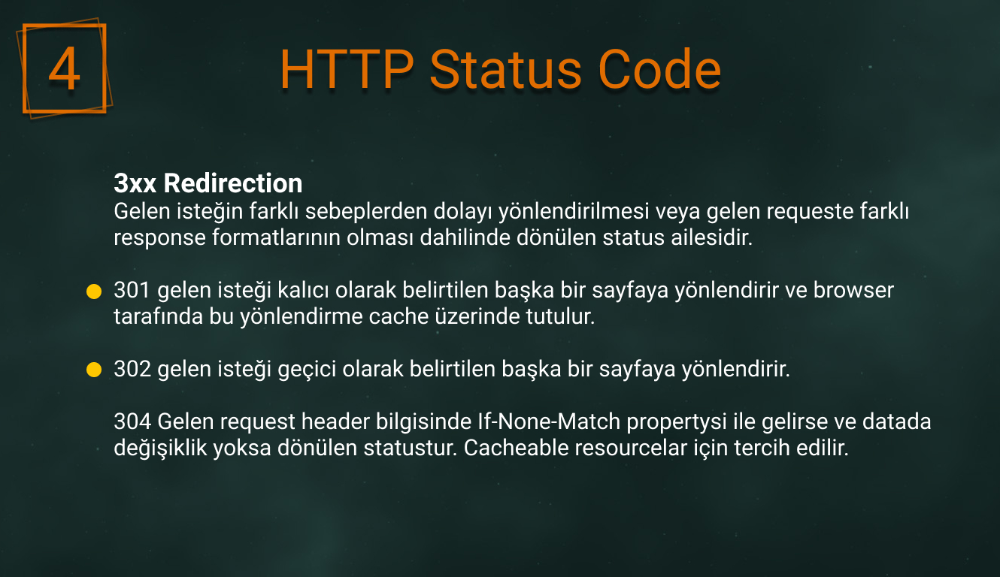 4
HTTP Status Code
3xx Redirection
Gelen isteğin farklı sebeplerden dolayı yönlendirilmesi veya gelen requeste farklı
response formatlarının olması dahilinde dönülen status ailesidir.
301 gelen isteği kalıcı olarak belirtilen başka bir sayfaya yönlendirir ve browser
tarafında bu yönlendirme cache üzerinde tutulur.
302 gelen isteği geçici olarak belirtilen başka bir sayfaya yönlendirir.
304 Gelen request header bilgisinde If-None-Match propertysi ile gelirse ve datada
değişiklik yoksa dönülen statustur. Cacheable resourcelar için tercih edilir.